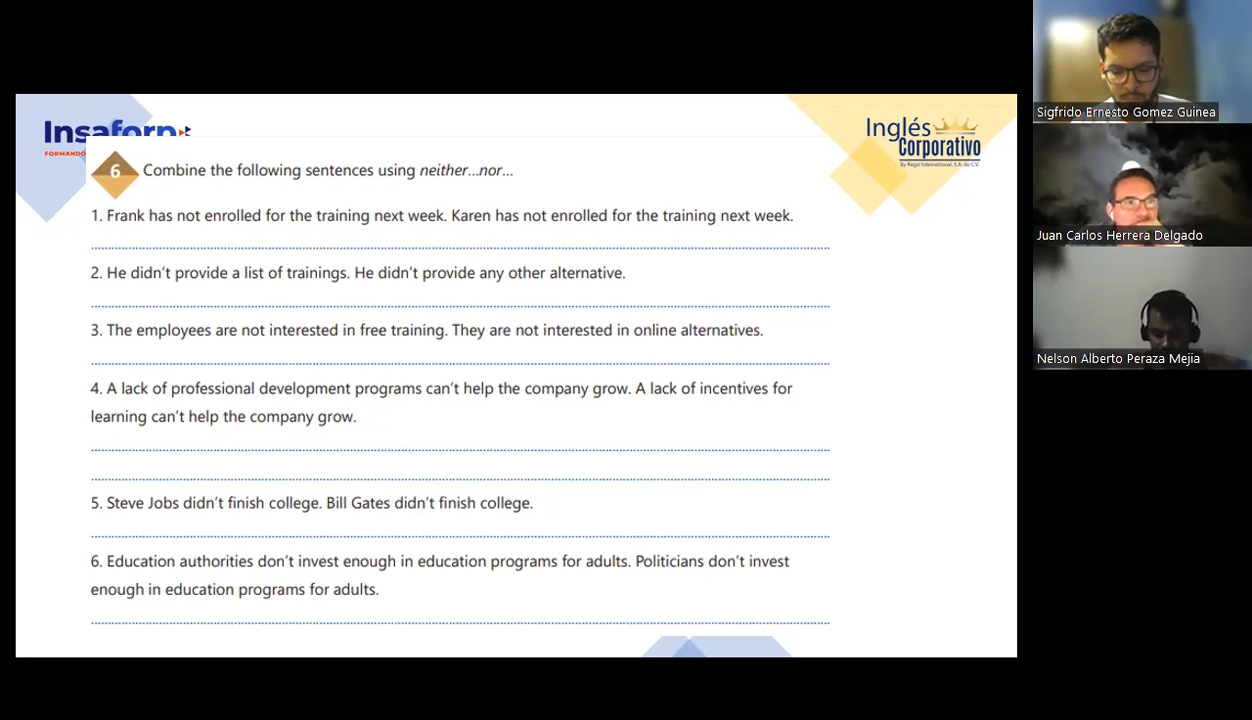 Insaforp
FORMANDO
Inglés
Corporativo
By Regal International, S.A. de C.V.
6 Combine the following sentences using neither...nor...
1. Frank has not enrolled for the training next week. Karen has not enrolled for the training next week.
2. He didn't provide a list of trainings. He didn't provide any other alternative.
3. The employees are not interested in free training. They are not interested in online alternatives.
4. A lack of professional development programs can't help the company grow. A lack of incentives for
learning can't help the company grow.
5. Steve Jobs didn't finish college. Bill Gates didn't finish college.
6. Education authorities don't invest enough in education programs for adults. Politicians don't invest
enough in education programs for adults.
Sigfrido Ernesto Gomez Guinea
Juan Carlos Herrera Delgado
Nelson Alberto Peraza Mejia